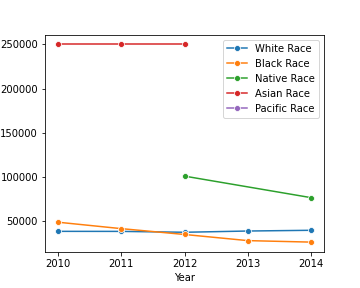 250000
200000
150000
100000
50000
2010 2011 2012 2013 2014
Year
White Race
Black Race
Native Race
Asian Race
Pacific Race